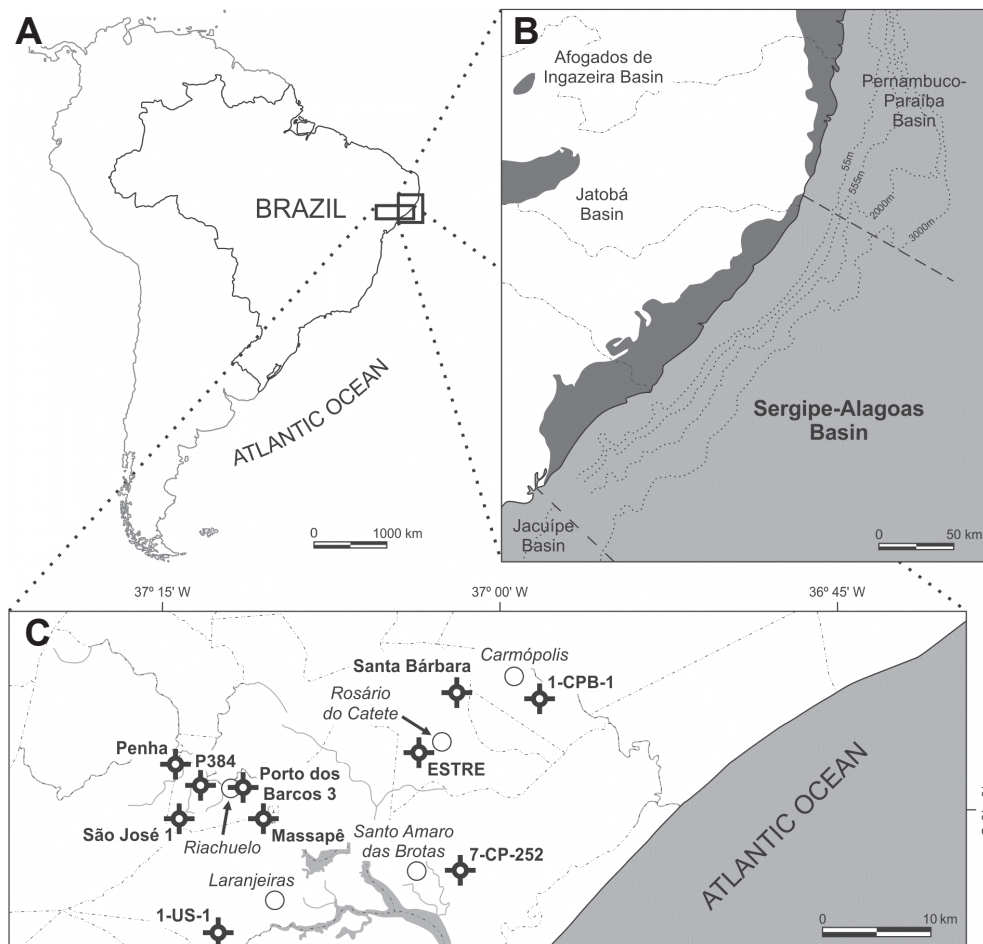 A
BRAZIL
ATLANTIC OCEAN
0 1000 km
B
Afogados de
Ingazeira Basin
Pernambuco-
Paraíba
Basin
Jatobá
Basin
55m
555m
2000m
3000m
Sergipe-Alagoas
Basin
Jacuípe
Basin
0 50 km
37º 15' W
37º 00' W
36º 45' W
C
Carmópolis
Santa Bárbara
1-CPB-1
Rosário
do Catete
ESTRE
Penha
P384
Porto dos
Barcos 3
São José 1
Riachuelo
Massapê
Santo Amaro
das Brotas
7-CP-252
Laranjeiras
1-US-1
ATLANTIC OCEAN
0 10 km